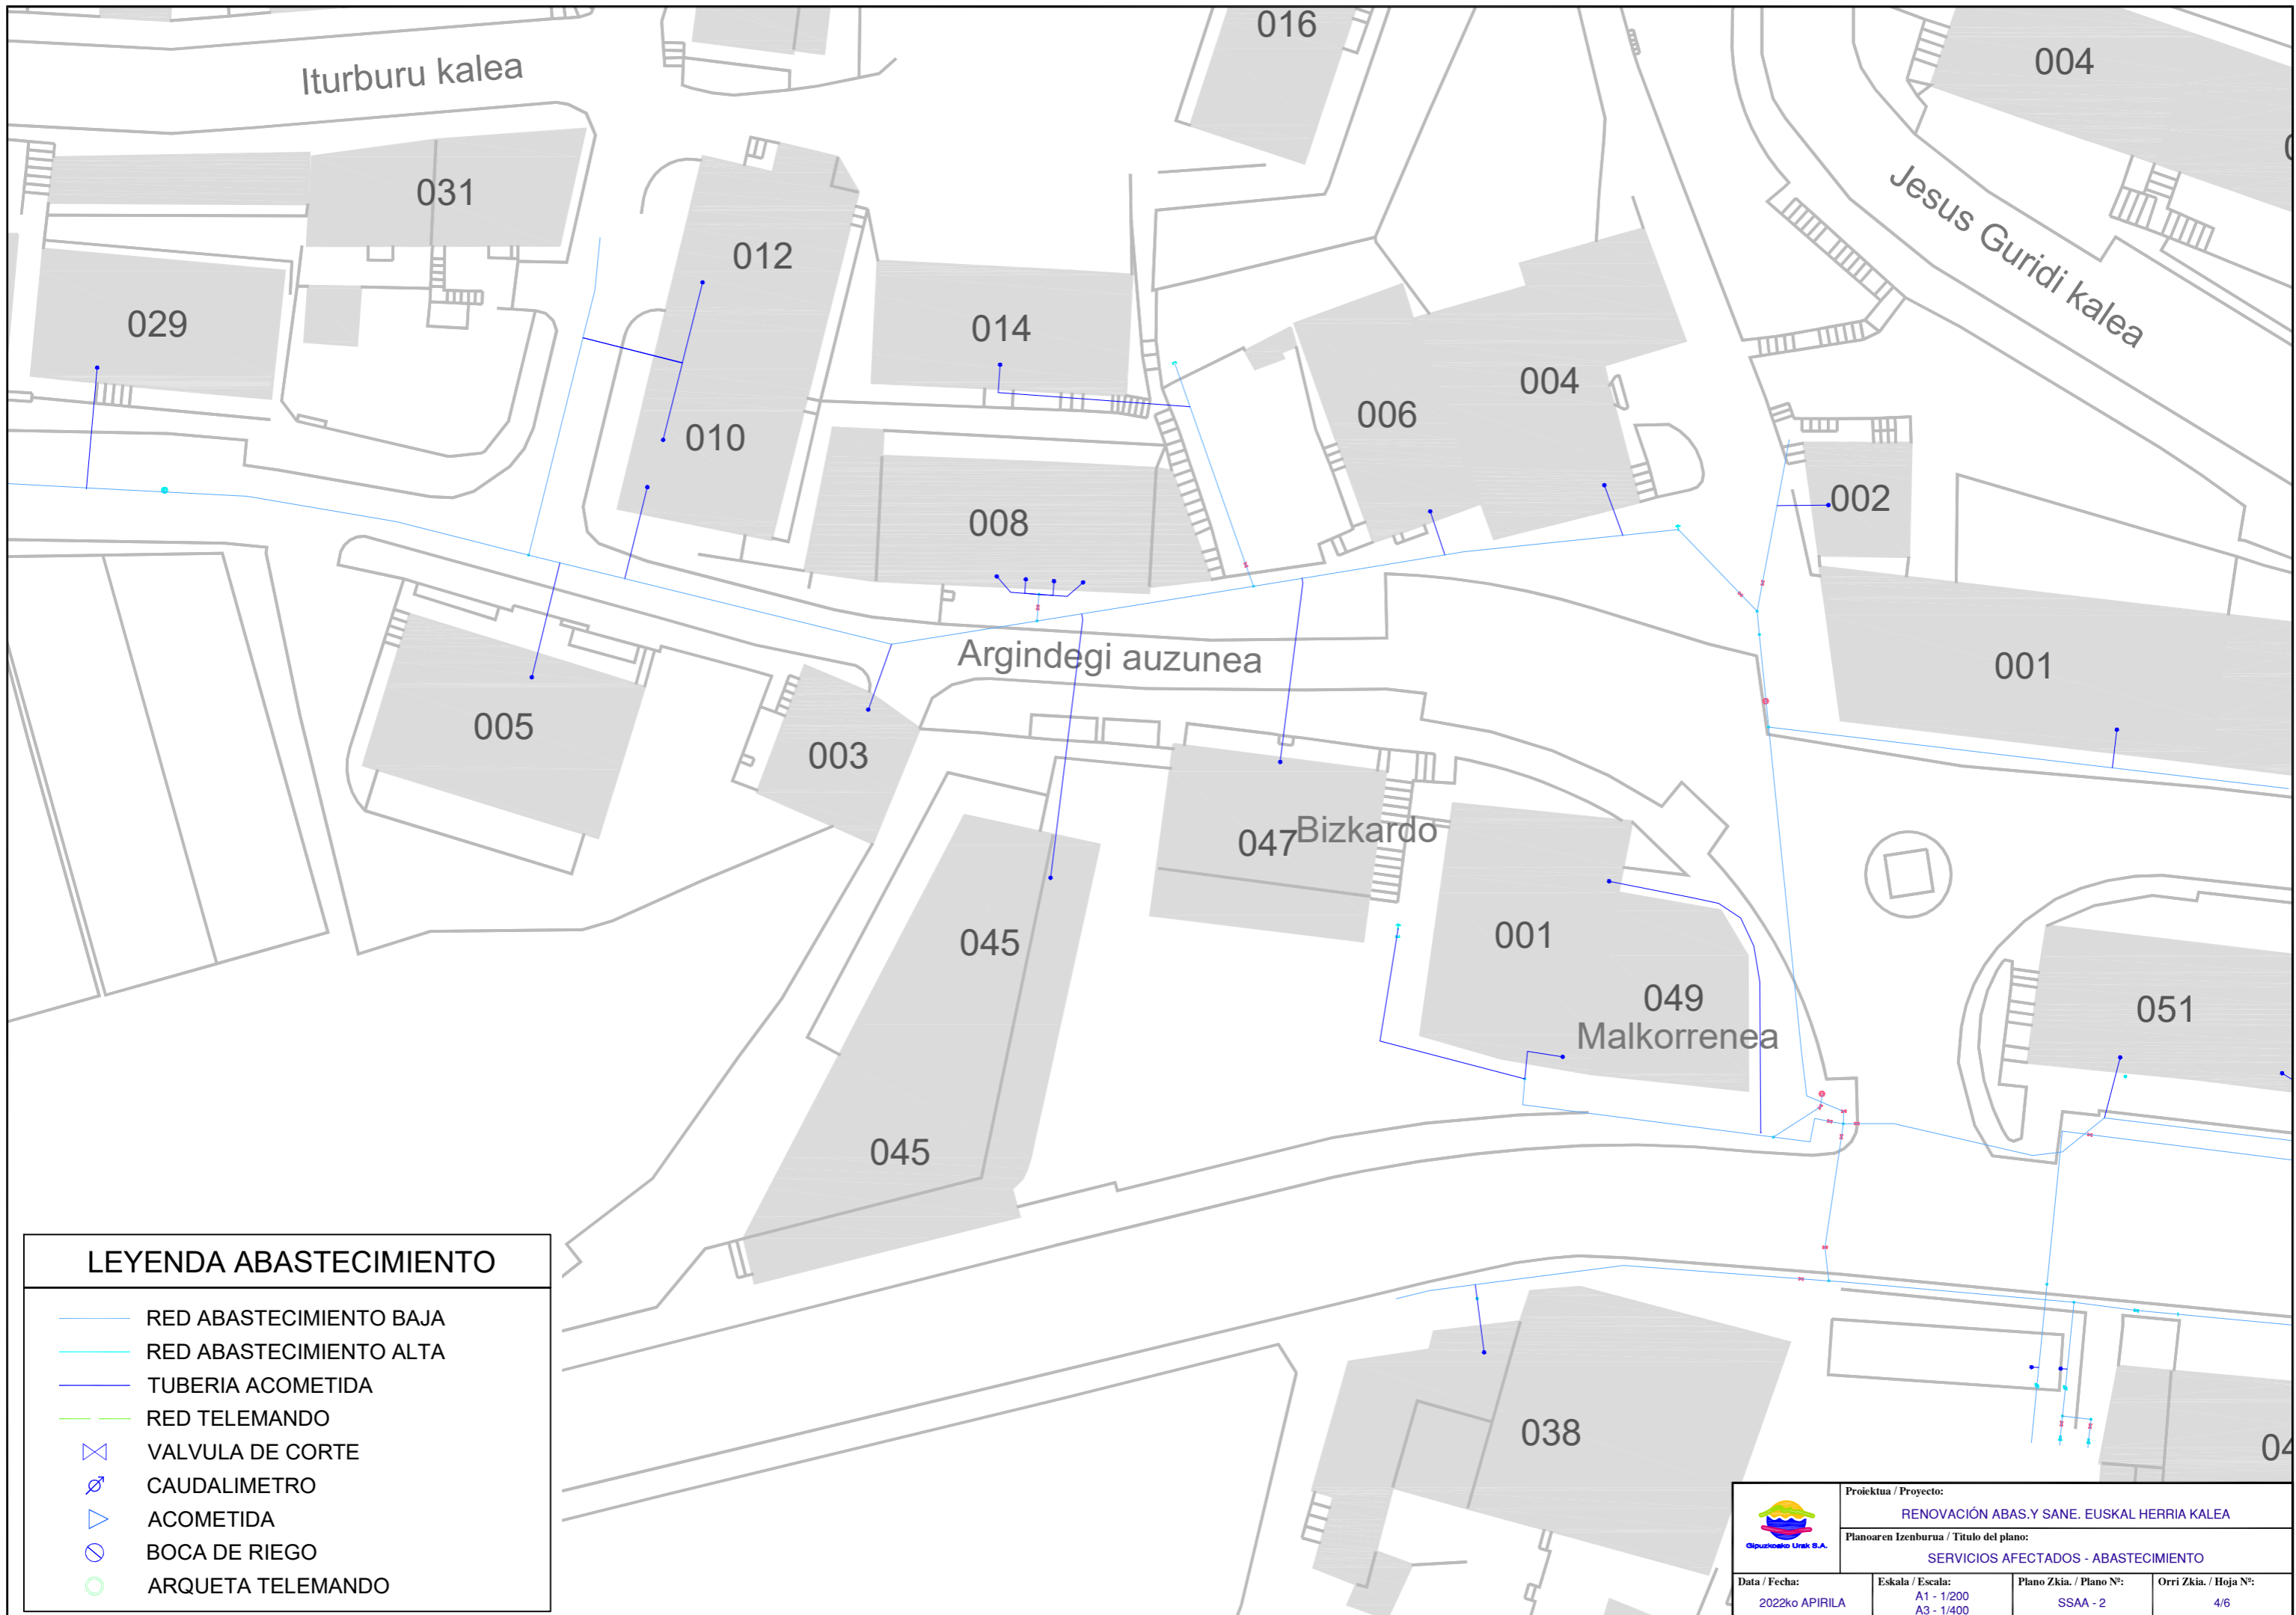 016
004
Iturburu kalea
031
012
Jesus Guridi kalea
029
014
004
006
010
002
008
001
Argindegi auzunea
005
003
047
Bizkardo
045
001
049
Malkorrenea
051
045
038
LEYENDA ABASTECIMIENTO
RED ABASTECIMIENTO BAJA
RED ABASTECIMIENTO ALTA
TUBERIA ACOMETIDA
RED TELEMANDO
VALVULA DE CORTE
CAUDALIMETRO
ACOMETIDA
BOCA DE RIEGO
ARQUETA TELEMANDO
Gipuzkoako Urak S.A.
Proiektua / Proyecto:
RENOVACIÓN ABAS.Y SANE. EUSKAL HERRIA KALEA
Planoaren Izenburua / Titulo del plano:
SERVICIOS AFECTADOS - ABASTECIMIENTO
Data / Fecha:
2022ko APIRILA
Eskala / Escala:
A1 - 1/200
A3 - 1/400
Plano Zkia. / Plano Nº:
SSAA - 2
Orri Zkia. / Hoja Nº:
4/6